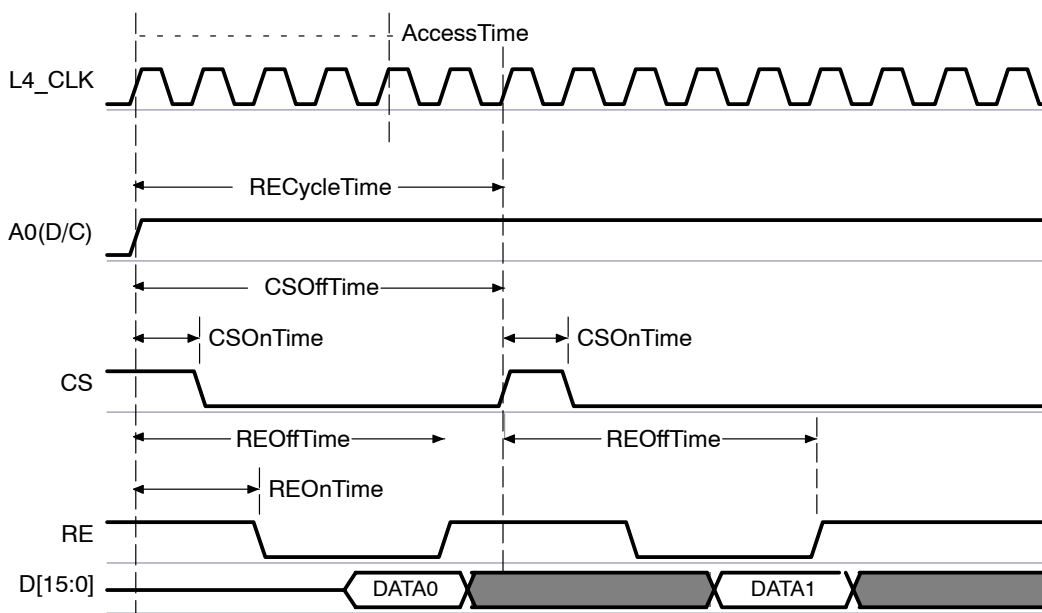 AccessTime
L4_CLK
RECycleTime
A0(D/C)
CSOffTime
CSOnTime CSOnTime
CS
REOffTime REOffTime
REOnTime
RE
D[15:0] DATA0 DATA1